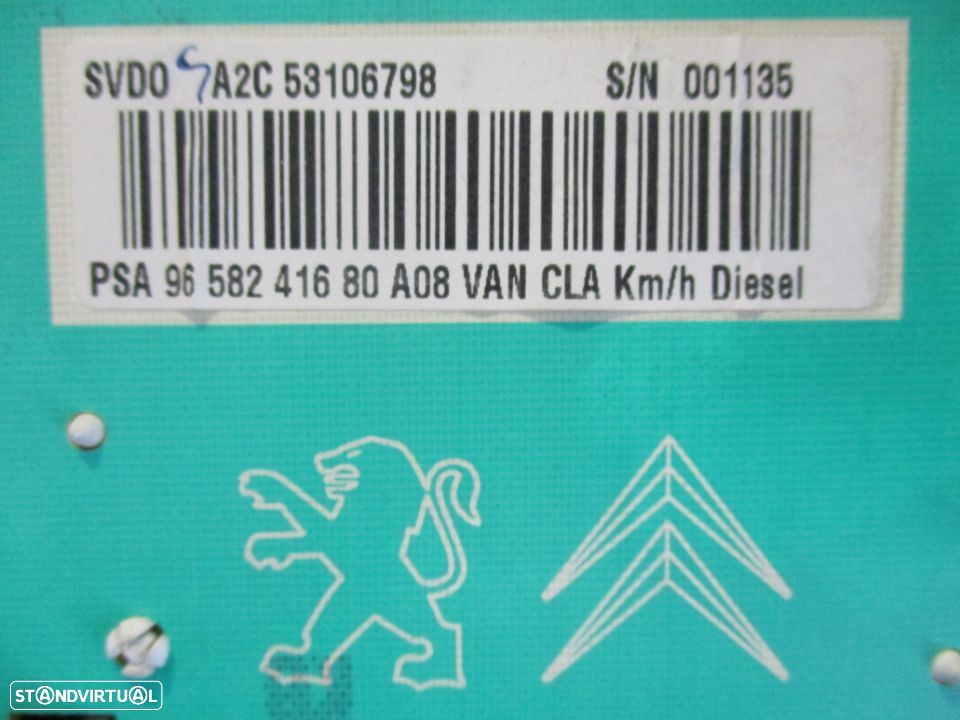 SVDO A2C 53106798 S/N 001135
PSA 96 582 416 80 A08 VAN CLA Km/h Diesel
STANDVIRTUAL